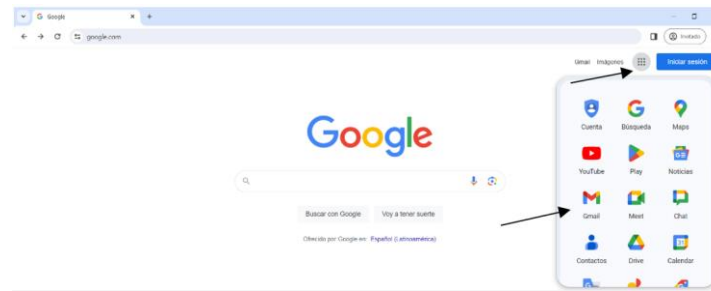 Google
google.com
Invitado
Gmail Imágenes Iniciar sesión
Google
Cuenta Búsqueda Maps
YouTube Play Noticias
Gmail Meet Chat
Contactos Drive Calendar
Buscar con Google Voy a tener suerte
Ofrecido por Google en: Español (Latinoamérica)